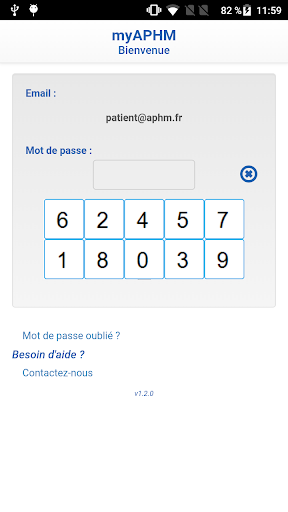 82 % 11:59
myAPHM
Bienvenue
Email :
patient@aphm.fr
Mot de passe :
6 2 4 5 7
1 8 0 3 9
Mot de passe oublié ?
Besoin d'aide ?
Contactez-nous
v1.2.0